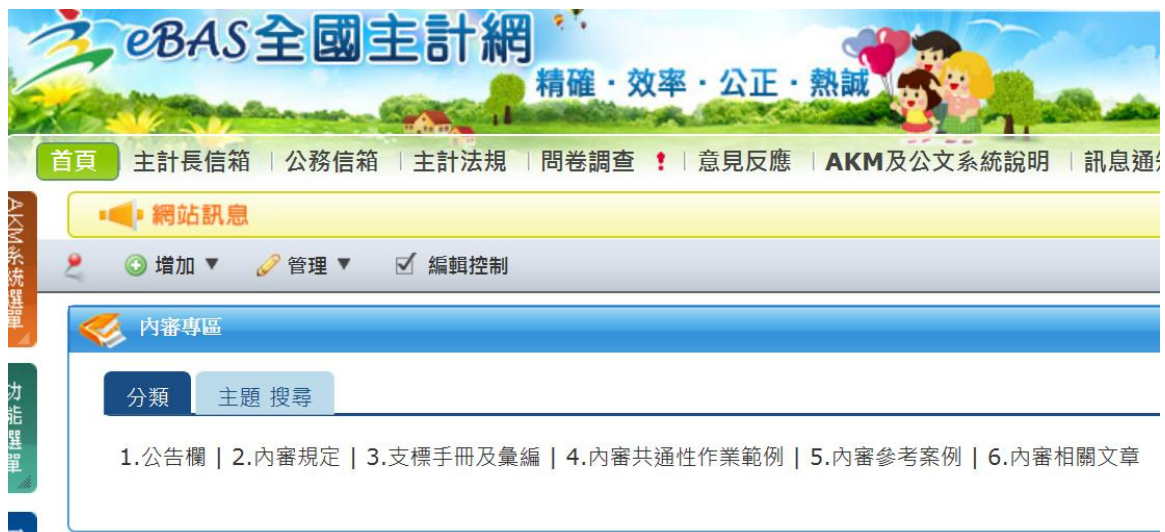 eBAS全國主計網
精確．效率．公正．熱誠
首頁 主計長信箱 | 公務信箱 | 主計法規 | 問卷調查 ! | 意見反應 | AKM及公文系統說明 | 訊息通
網站訊息
增加 ▼ 管理 ▼ 編輯控制
AKM系統選單
內審專區
分類 主題 搜尋
功能選單
1.公告欄 | 2.內審規定 | 3.支標手冊及彙編 | 4.內審共通性作業範例 | 5.內審參考案例 | 6.內審相關文章